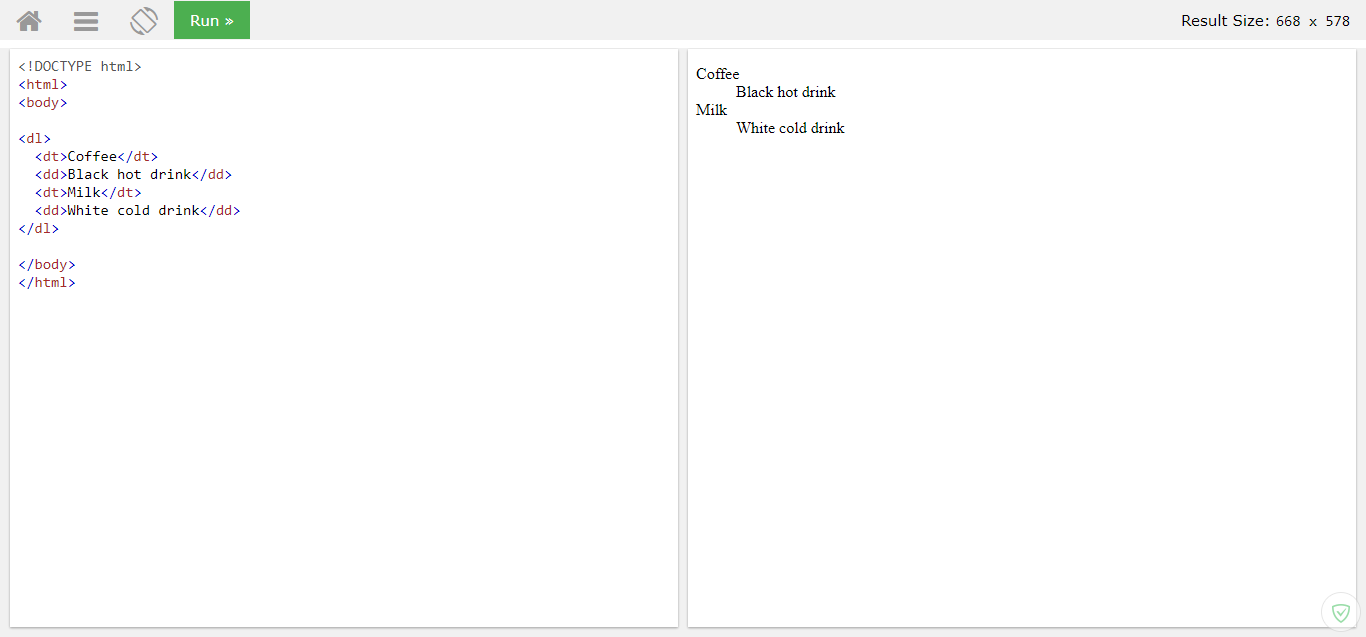 Run »
Result Size: 668 x 578
<!DOCTYPE html>
<html>
<body>

<dl>
  <dt>Coffee</dt>
  <dd>Black hot drink</dd>
  <dt>Milk</dt>
  <dd>White cold drink</dd>
</dl>

</body>
</html>
Coffee
Black hot drink
Milk
White cold drink